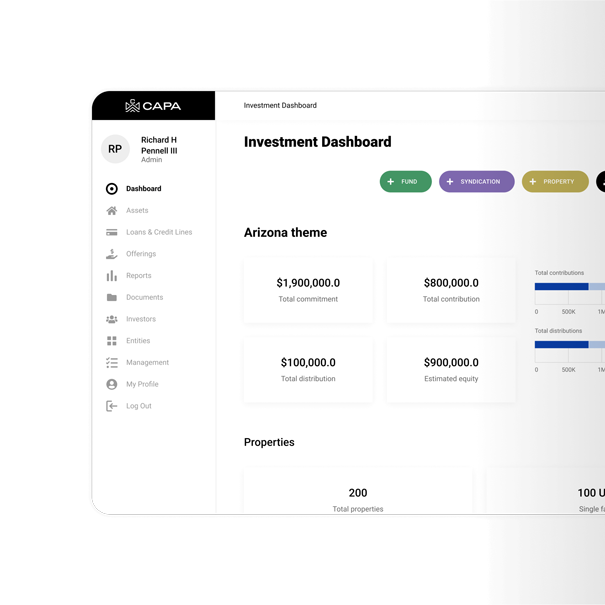 CAPA
Investment Dashboard
RP
Richard H
Pennell III
Admin
Dashboard
Assets
Loans & Credit Lines
Offerings
Reports
Documents
Investors
Entities
Management
My Profile
Log Out
Investment Dashboard
+ FUND
+ SYNDICATION
+ PROPERTY
Arizona theme
$1,900,000.0
Total commitment
$800,000.0
Total contribution
$100,000.0
Total distribution
$900,000.0
Estimated equity
Total contributions
0 500K 1M
Total distributions
0 500K 1M
Properties
200
Total properties
100 U
Single fa